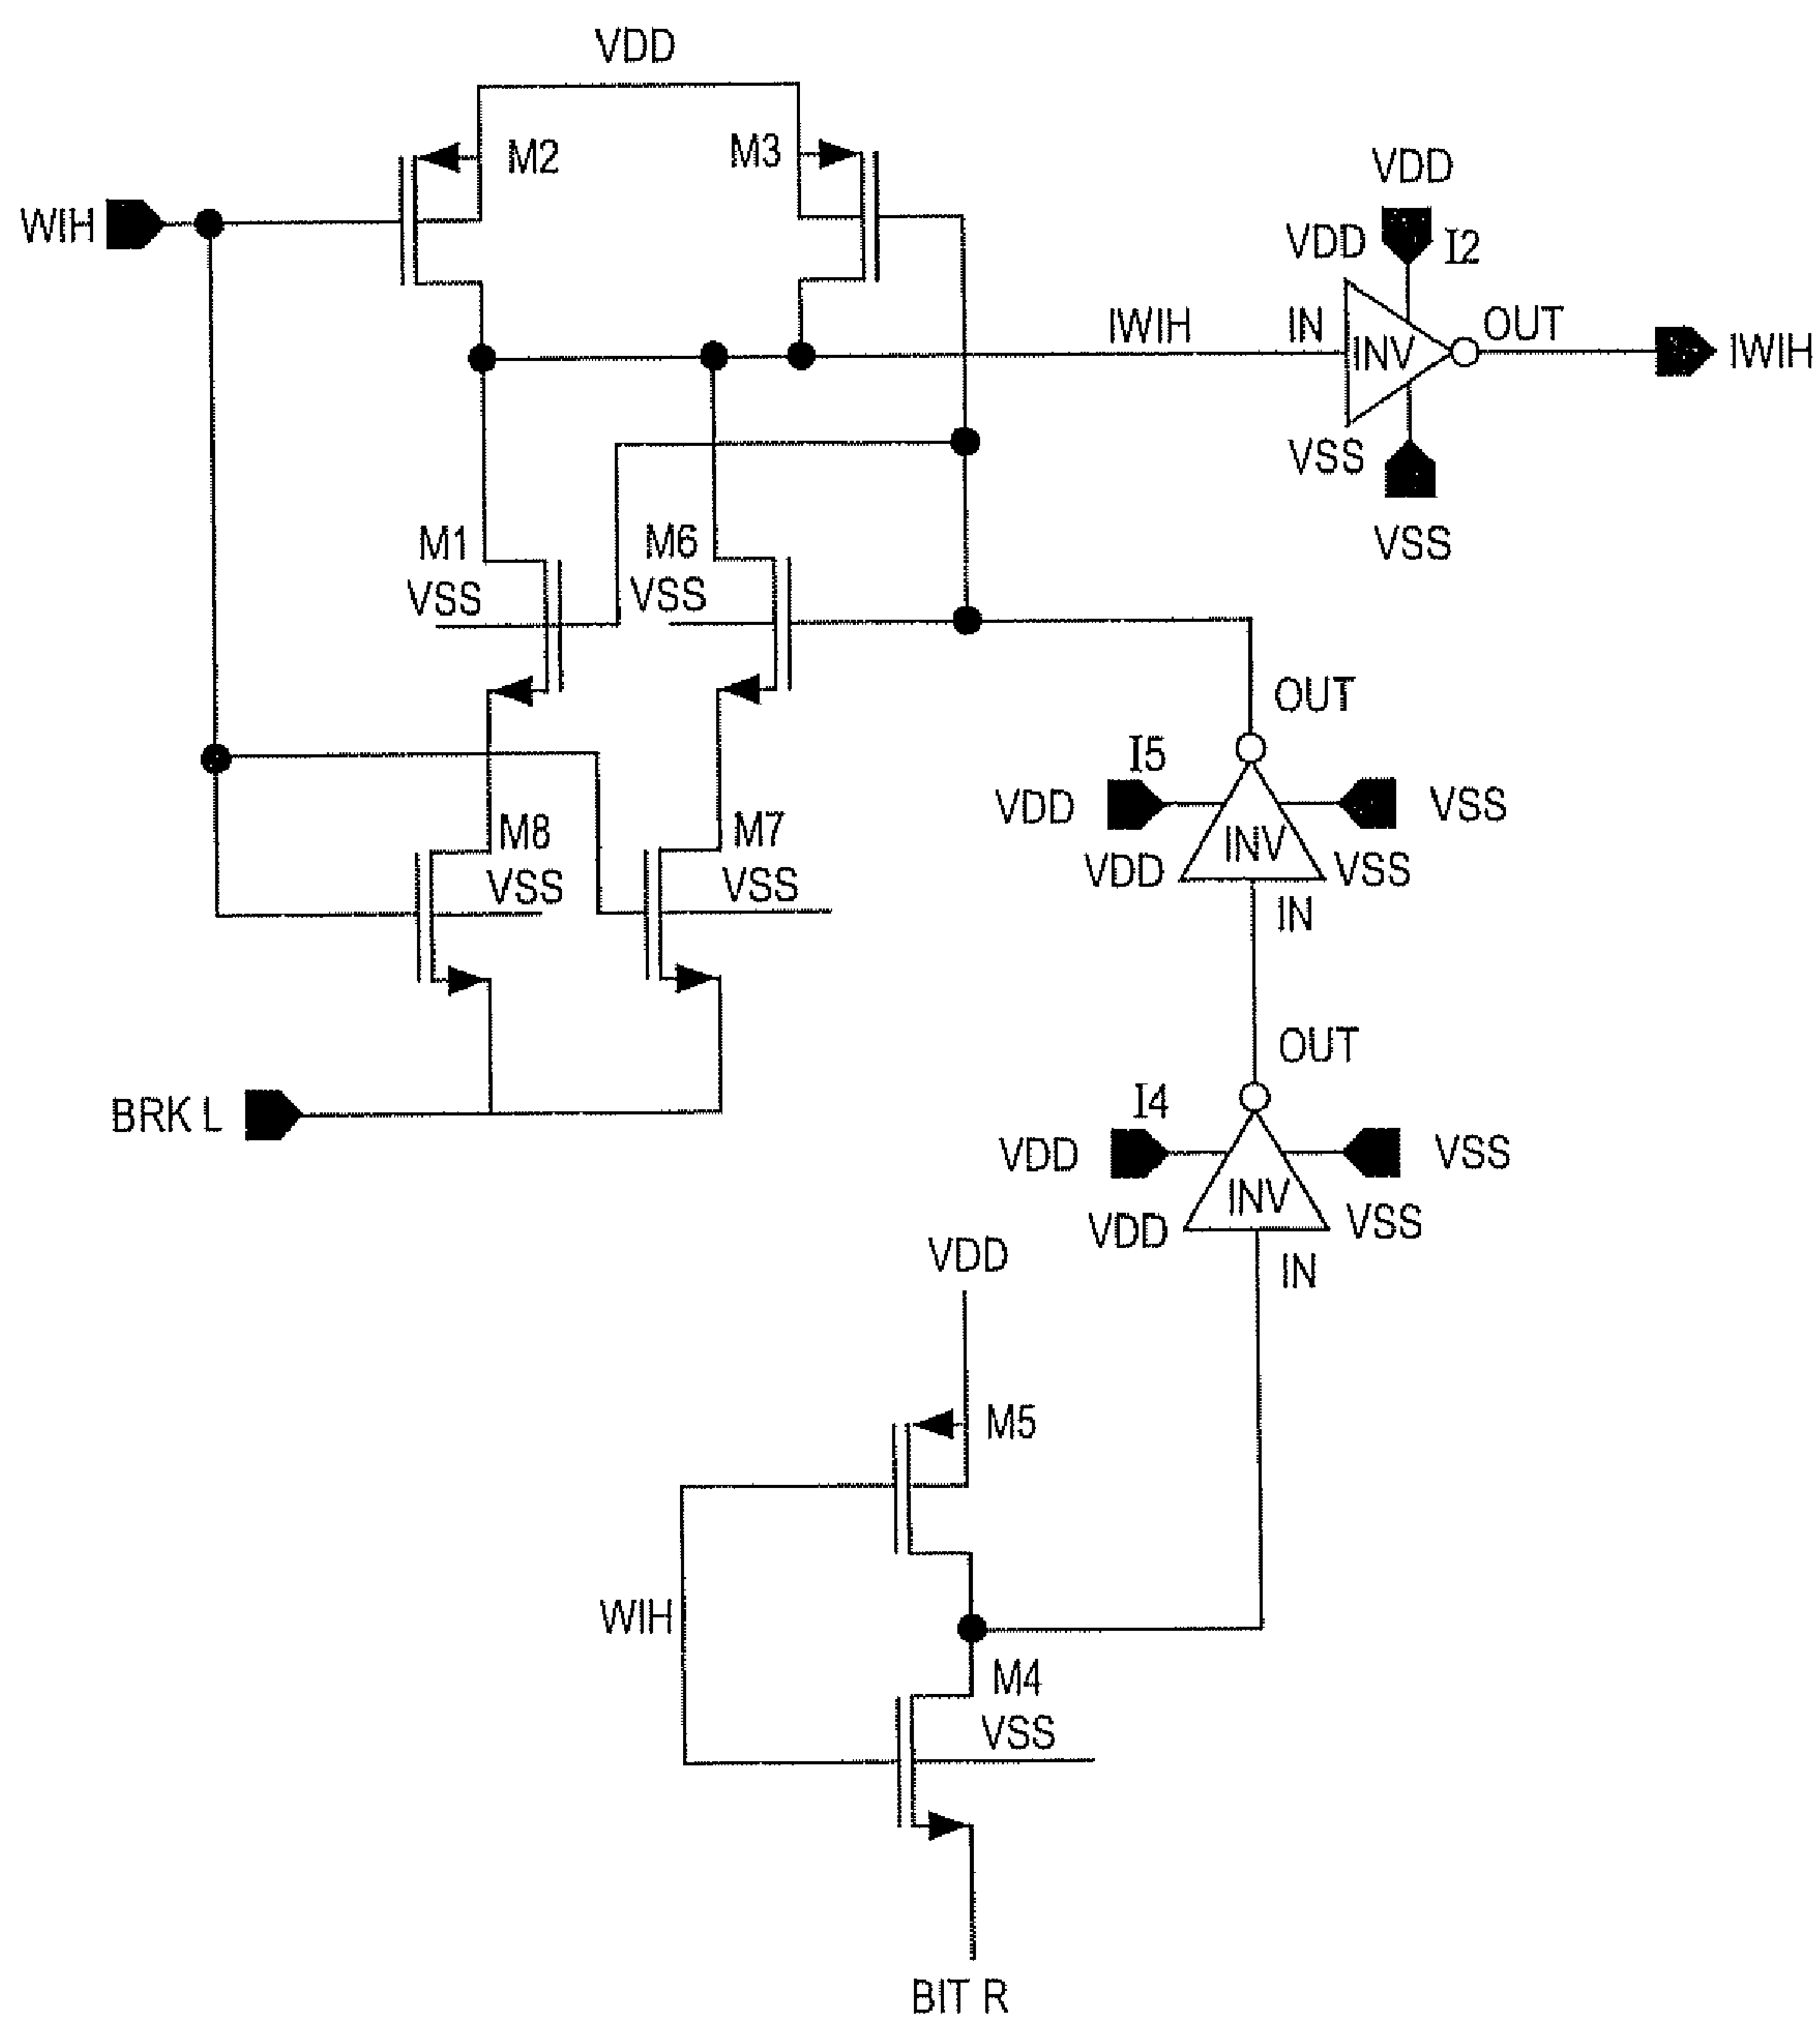 VDD
M2
M3
VDD
WIH
VDD
I2
IWIH
IN
INV
OUT
IWIH
VSS
VSS
M1
VSS
M6
VSS
OUT
I5
VDD
VSS
INV
VDD
VSS
IN
M8
VSS
M7
VSS
OUT
BRK L
I4
VDD
VSS
INV
VDD
VSS
IN
VDD
M5
WIH
M4
VSS
BIT R